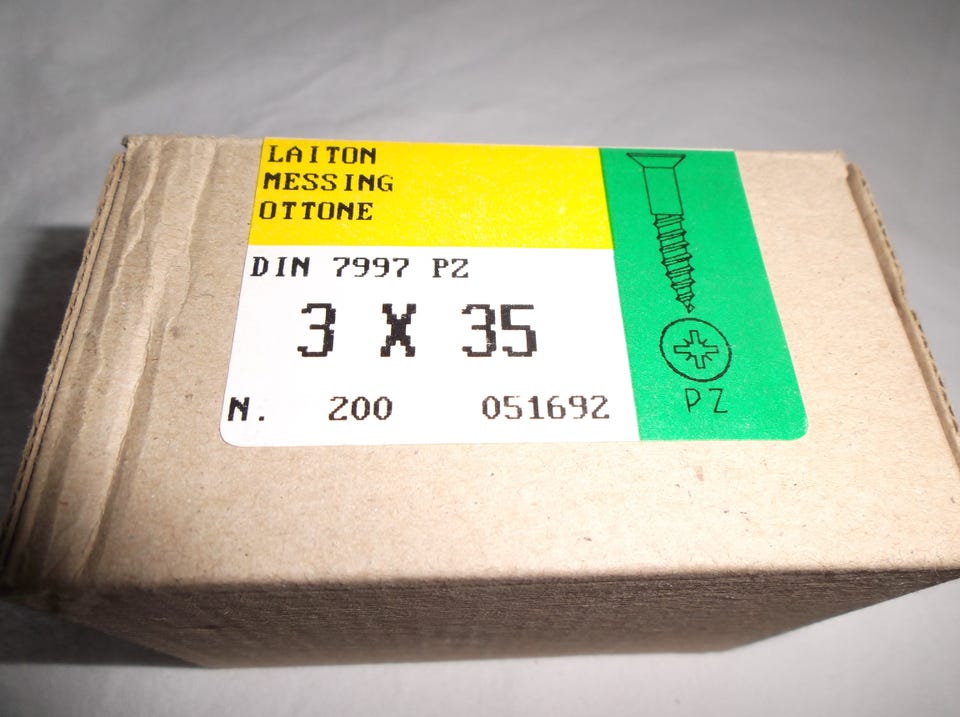 LAITON
MESSING
OTTONE
DIN 7997 PZ
3 X 35
N. 200 051692
PZ